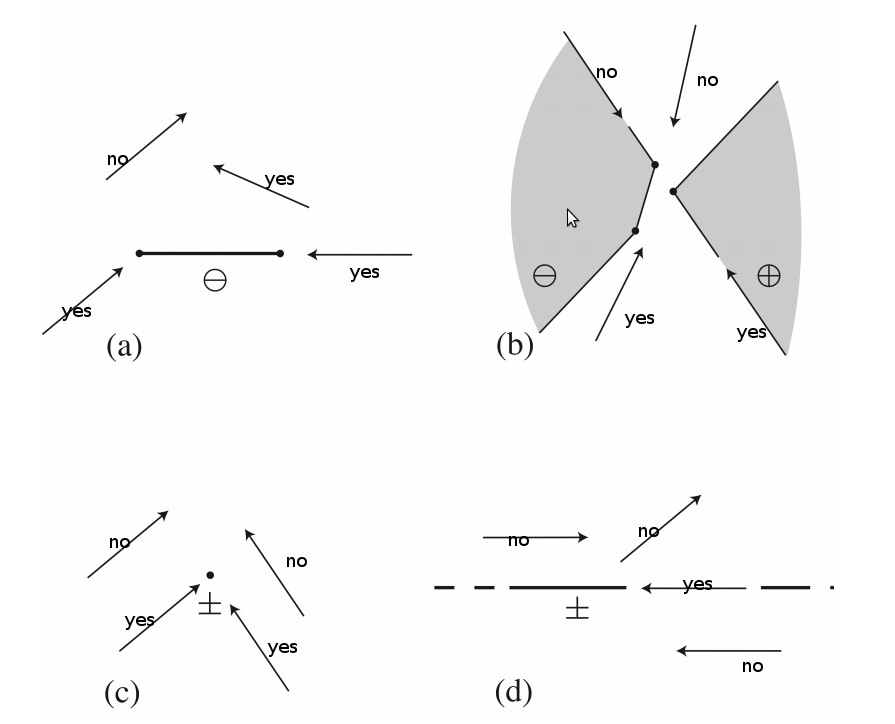 no
yes
yes
yes
⊖
(a)
no
no
⊖
⊕
yes
yes
(b)
no
no
yes
±
yes
(c)
no
no
yes
±
no
(d)